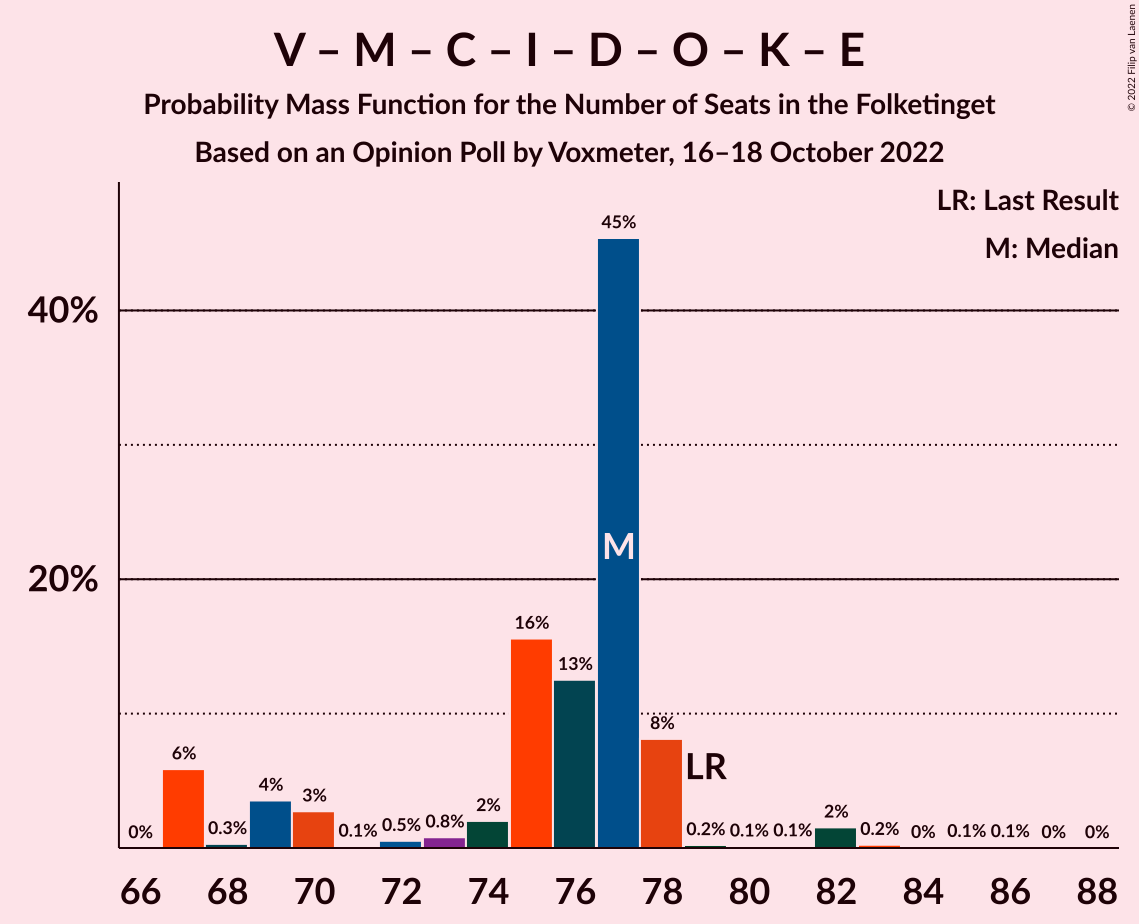 V – M – C – I – D – O – K – E
Probability Mass Function for the Number of Seats in the Folketinget
Based on an Opinion Poll by Voxmeter, 16–18 October 2022
© 2022 Filip van Laenen
LR: Last Result
M: Median
40%
20%
0% 6% 0.3% 4% 3% 0.1% 0.5% 0.8% 2% 16% 13% 45% 8% 0.2% 0.1% 0.1% 2% 0.2% 0% 0.1% 0.1% 0% 0%
M
LR
66 68 70 72 74 76 78 80 82 84 86 88